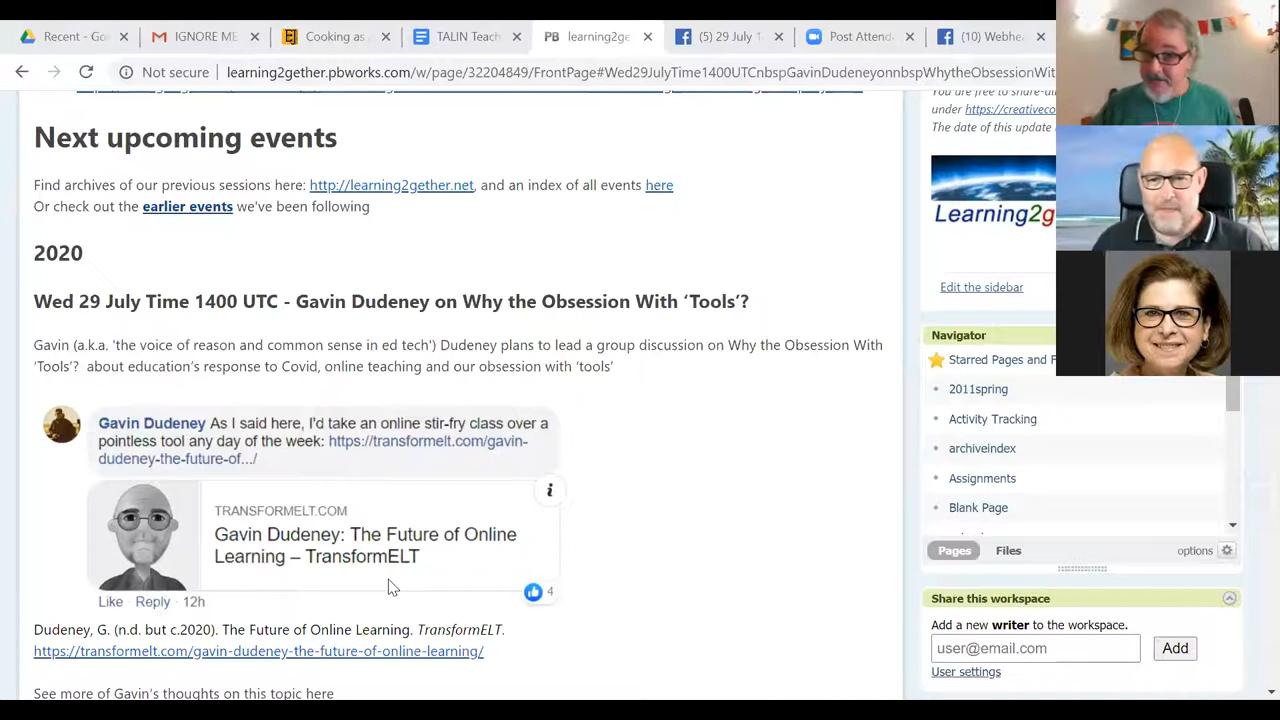 Recent - Go
IGNORE ME
Cooking as
TALIN Teach
PB learning2ge
(5) 29 July 1
Post Attend
(10) Webhea
Not secure
learning2gether.pbworks.com/w/page/32204849/FrontPage#Wed29JulyTime1400UTCnbspGavinDudeneyonnbspWhytheObsessionWit
Next upcoming events
Find archives of our previous sessions here: http://learning2gether.net, and an index of all events here
Or check out the earlier events we've been following
2020
Wed 29 July Time 1400 UTC - Gavin Dudeney on Why the Obsession With ‘Tools’?
Gavin (a.k.a. 'the voice of reason and common sense in ed tech') Dudeney plans to lead a group discussion on Why the Obsession With
‘Tools’? about education’s response to Covid, online teaching and our obsession with ‘tools’
Gavin Dudeney As I said here, I'd take an online stir-fry class over a
pointless tool any day of the week: https://transformelt.com/gavin-
dudeney-the-future-of.../
TRANSFORMELT.COM
Gavin Dudeney: The Future of Online
Learning – TransformELT
Like Reply 12h
4
Dudeney, G. (n.d. but c.2020). The Future of Online Learning. TransformELT.
https://transformelt.com/gavin-dudeney-the-future-of-online-learning/
See more of Gavin's thoughts on this topic here
You are free to share-al
under https://creativeco
The date of this update
Learning2g
Edit the sidebar
Navigator
Starred Pages and F
2011spring
Activity Tracking
archiveindex
Assignments
Blank Page
Pages Files options
Share this workspace
Add a new writer to the workspace.
user@email.com Add
User settings